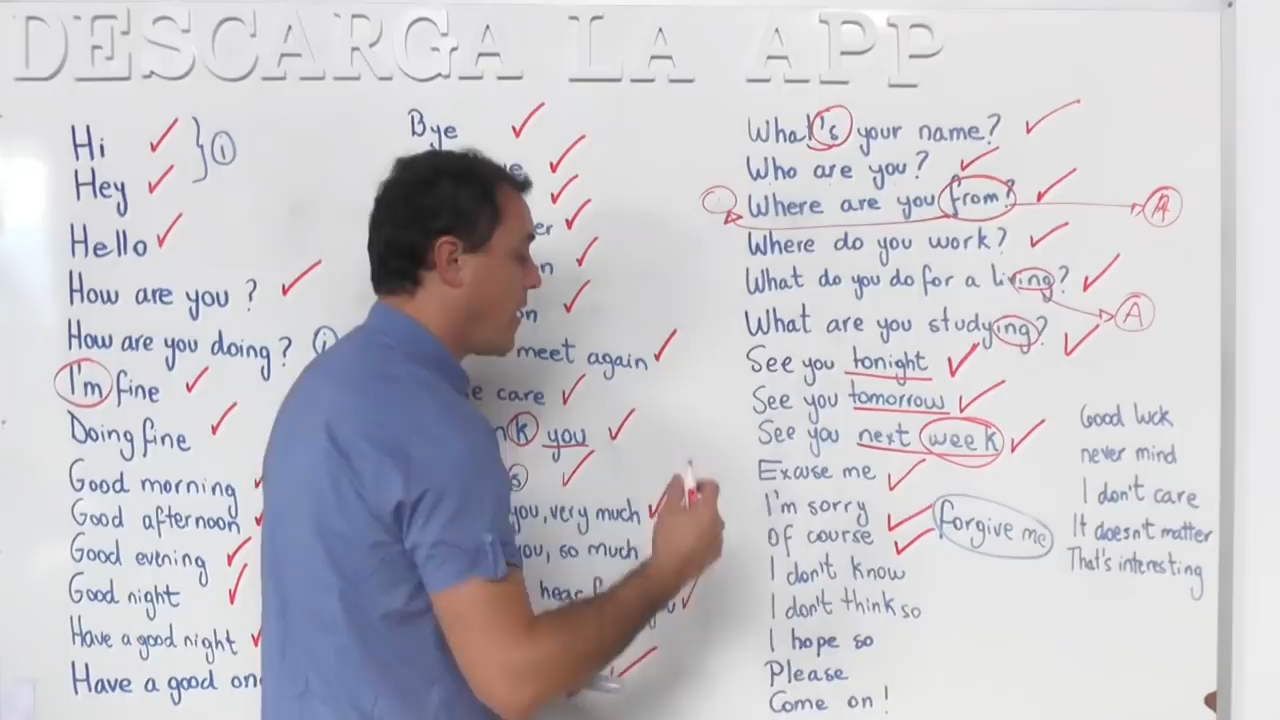 DESCARGA LA APP
Hi
Hey
i
Hello
How are you ?
How are you doing ? i
I'm fine
Doing fine
Good morning
Good afternoon
Good evening
Good night
Have a good night
Have a good
Bye
meet again
care
k you
s
you, very much
you, so much
hear
What's your name?
Who are you?
Where are you from?
A
Where do you work?
What do you do for a living?
A
What are you studying?
See you tonight
See you tomorrow
See you next week
Excuse me
I'm sorry
Of course
forgive me
I don't know
I don't think so
I hope so
Please
Come on !
Good luck
never mind
I don't care
It doesn't matter
That's interesting